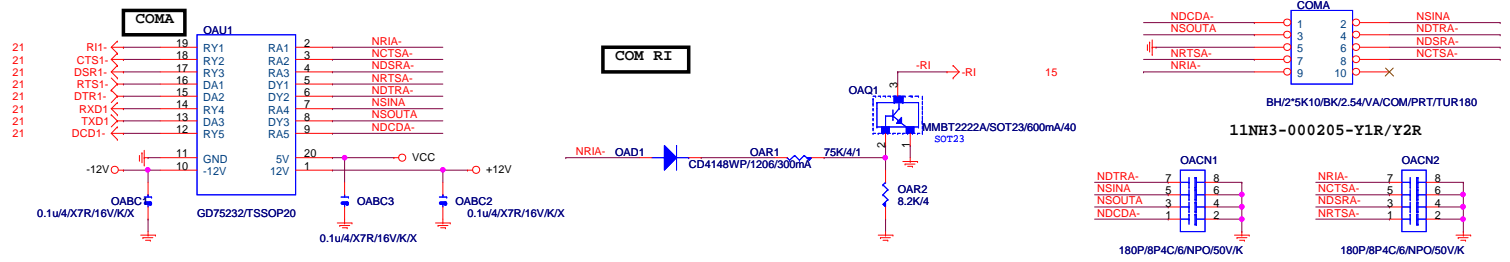 COMA
OAU1
21 RI1- 19 RY1 RA1 2 NRIA-
21 CTS1- 18 RY2 RA2 3 NCTSA-
21 DSR1- 17 RY3 RA3 4 NDSRA-
21 RTS1- 16 DA1 DY1 5 NRTSA-
21 DTR1- 15 DA2 DY2 6 NDTRA-
21 RXD1 14 RY4 RA4 7 NSINA
21 TXD1 13 DA3 DY3 8 NSOUTA
21 DCD1- 12 RY5 RA5 9 NDCDA-
11 GND 5V 20 VCC
-12V 10 -12V 12V 1 +12V
OABC
0.1u/4/X7R/16V/K/X
GD75232/TSSOP20
OABC3
0.1u/4/X7R/16V/K/X
OABC2
0.1u/4/X7R/16V/K/X
COM RI
-RI -RI 15
OAQ1
3
MMBT2222A/SOT23/600mA/40
SOT23
2 1
NRIA- OAD1 OAR1 75K/4/1
CD4148WP/1206/300mA
OAR2
8.2K/4
COMA
NDCDA- 1 2 NSINA
NSOUTA 3 4 NDTRA-
5 6 NDSRA-
NRTSA- 7 8 NCTSA-
NRIA- 9 10
BH/2*5K10/BK/2.54/VA/COM/PRT/TUR180
11NH3-000205-Y1R/Y2R
OACN1
NDTRA- 7 8
NSINA 5 6
NSOUTA 3 4
NDCDA- 1 2
180P/8P4C/6/NPO/50V/K
OACN2
NRIA- 7 8
NCTSA- 5 6
NDSRA- 3 4
NRTSA- 1 2
180P/8P4C/6/NPO/50V/K